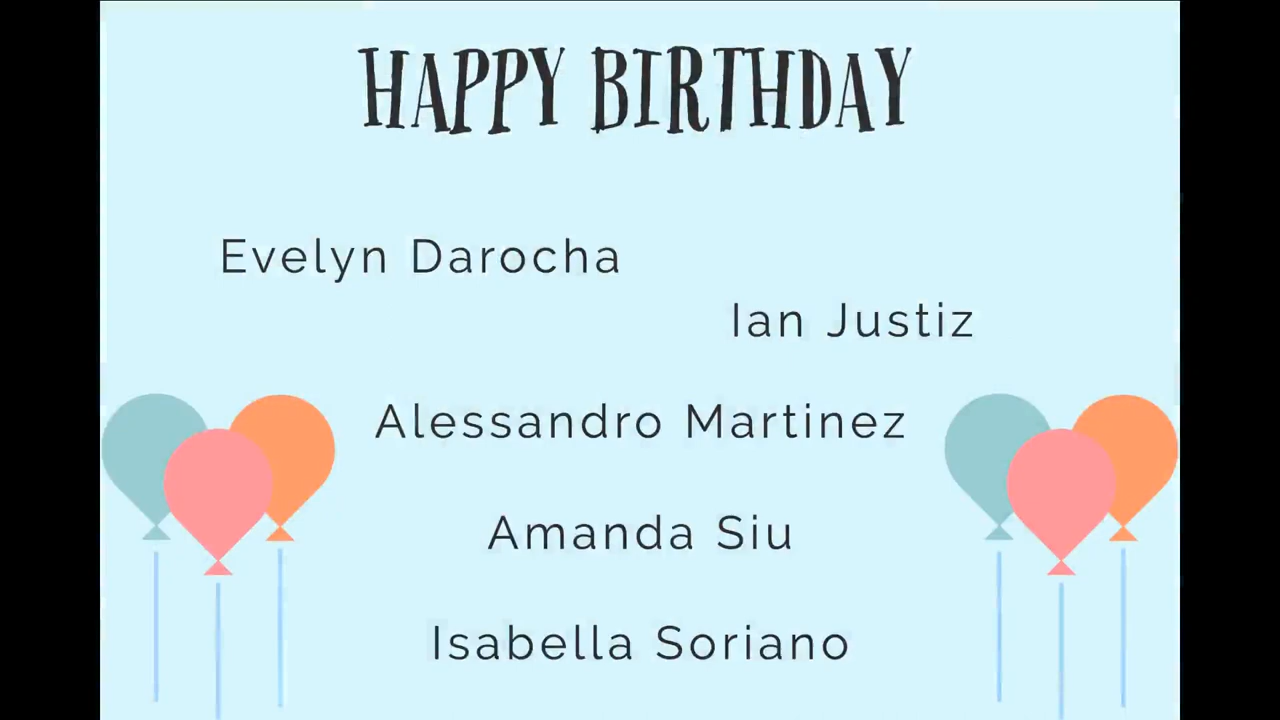 HAPPY BIRTHDAY
Evelyn Darocha
Ian Justiz
Alessandro Martinez
Amanda Siu
Isabella Soriano